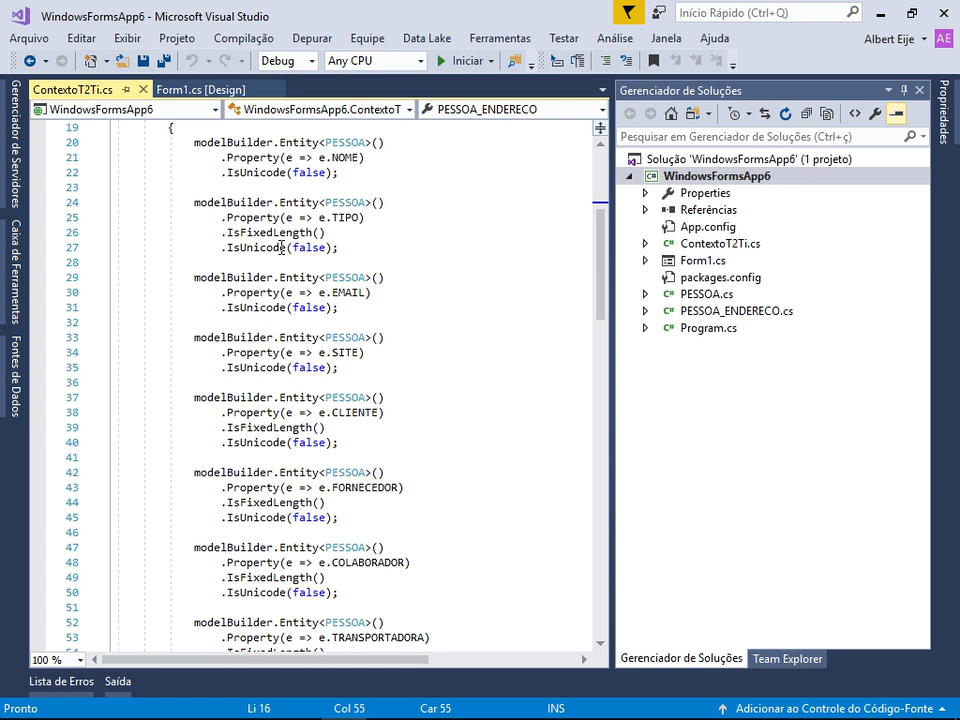 WindowsFormsApp6 - Microsoft Visual Studio
Início Rápido (Ctrl+Q)
Arquivo Editar Exibir Projeto Compilação Depurar Equipe Data Lake Ferramentas Testar Análise Janela Ajuda Albert Eije AE
Debug Any CPU Iniciar
Gerenciador de Servidores
Caixa de Ferramentas
Fontes de Dados
ContextoT2Ti.cs Form1.cs [Design]
WindowsFormsApp6 WindowsFormsApp6.ContextoT PESSOA_ENDERECO
19 {
20 modelBuilder.Entity<PESSOA>()
21 .Property(e => e.NOME)
22 .IsUnicode(false);
23
24 modelBuilder.Entity<PESSOA>()
25 .Property(e => e.TIPO)
26 .IsFixedLength()
27 .IsUnicode(false);
28
29 modelBuilder.Entity<PESSOA>()
30 .Property(e => e.EMAIL)
31 .IsUnicode(false);
32
33 modelBuilder.Entity<PESSOA>()
34 .Property(e => e.SITE)
35 .IsUnicode(false);
36
37 modelBuilder.Entity<PESSOA>()
38 .Property(e => e.CLIENTE)
39 .IsFixedLength()
40 .IsUnicode(false);
41
42 modelBuilder.Entity<PESSOA>()
43 .Property(e => e.FORNECEDOR)
44 .IsFixedLength()
45 .IsUnicode(false);
46
47 modelBuilder.Entity<PESSOA>()
48 .Property(e => e.COLABORADOR)
49 .IsFixedLength()
50 .IsUnicode(false);
51
52 modelBuilder.Entity<PESSOA>()
53 .Property(e => e.TRANSPORTADORA)
100 %
Gerenciador de Soluções
Pesquisar em Gerenciador de Soluções (Ctrl+ç)
Solução 'WindowsFormsApp6' (1 projeto)
WindowsFormsApp6
Properties
Referências
App.config
ContextoT2Ti.cs
Form1.cs
packages.config
PESSOA.cs
PESSOA_ENDERECO.cs
Program.cs
Gerenciador de Soluções Team Explorer
Propriedades
Lista de Erros Saída
Pronto Li 16 Col 55 Car 55 INS Adicionar ao Controle do Código-Fonte